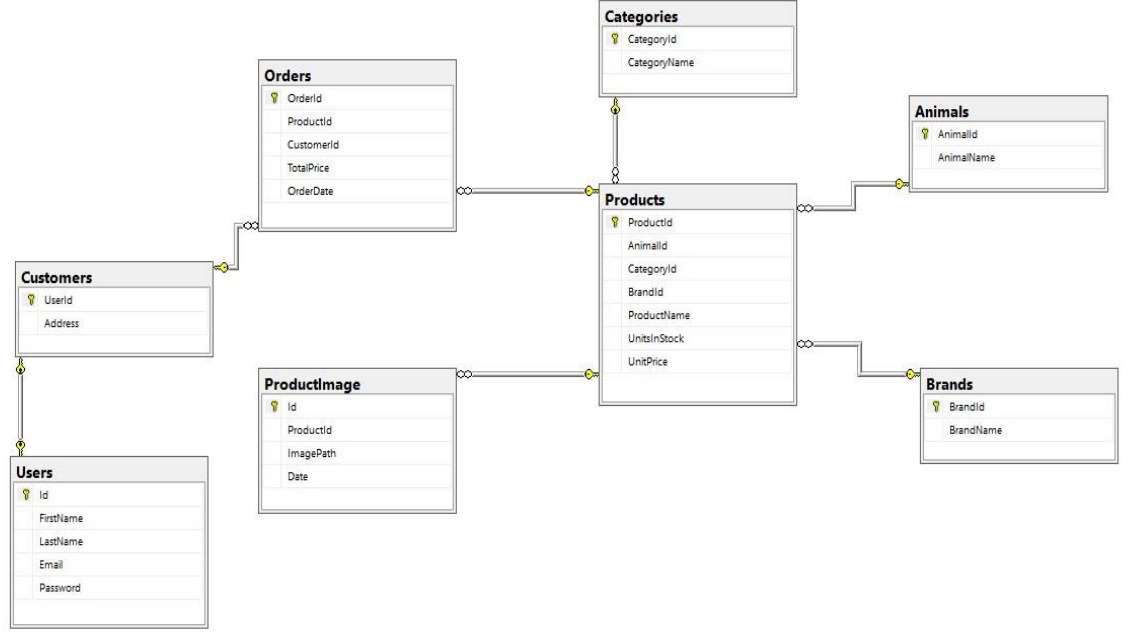 Categories
CategoryId
CategoryName
Orders
OrderId
ProductId
CustomerId
TotalPrice
OrderDate
Animals
AnimalId
AnimalName
Products
ProductId
AnimalId
CategoryId
BrandId
ProductName
UnitsInStock
UnitPrice
Customers
UserId
Address
ProductImage
Id
ProductId
ImagePath
Date
Brands
BrandId
BrandName
Users
Id
FirstName
LastName
Email
Password